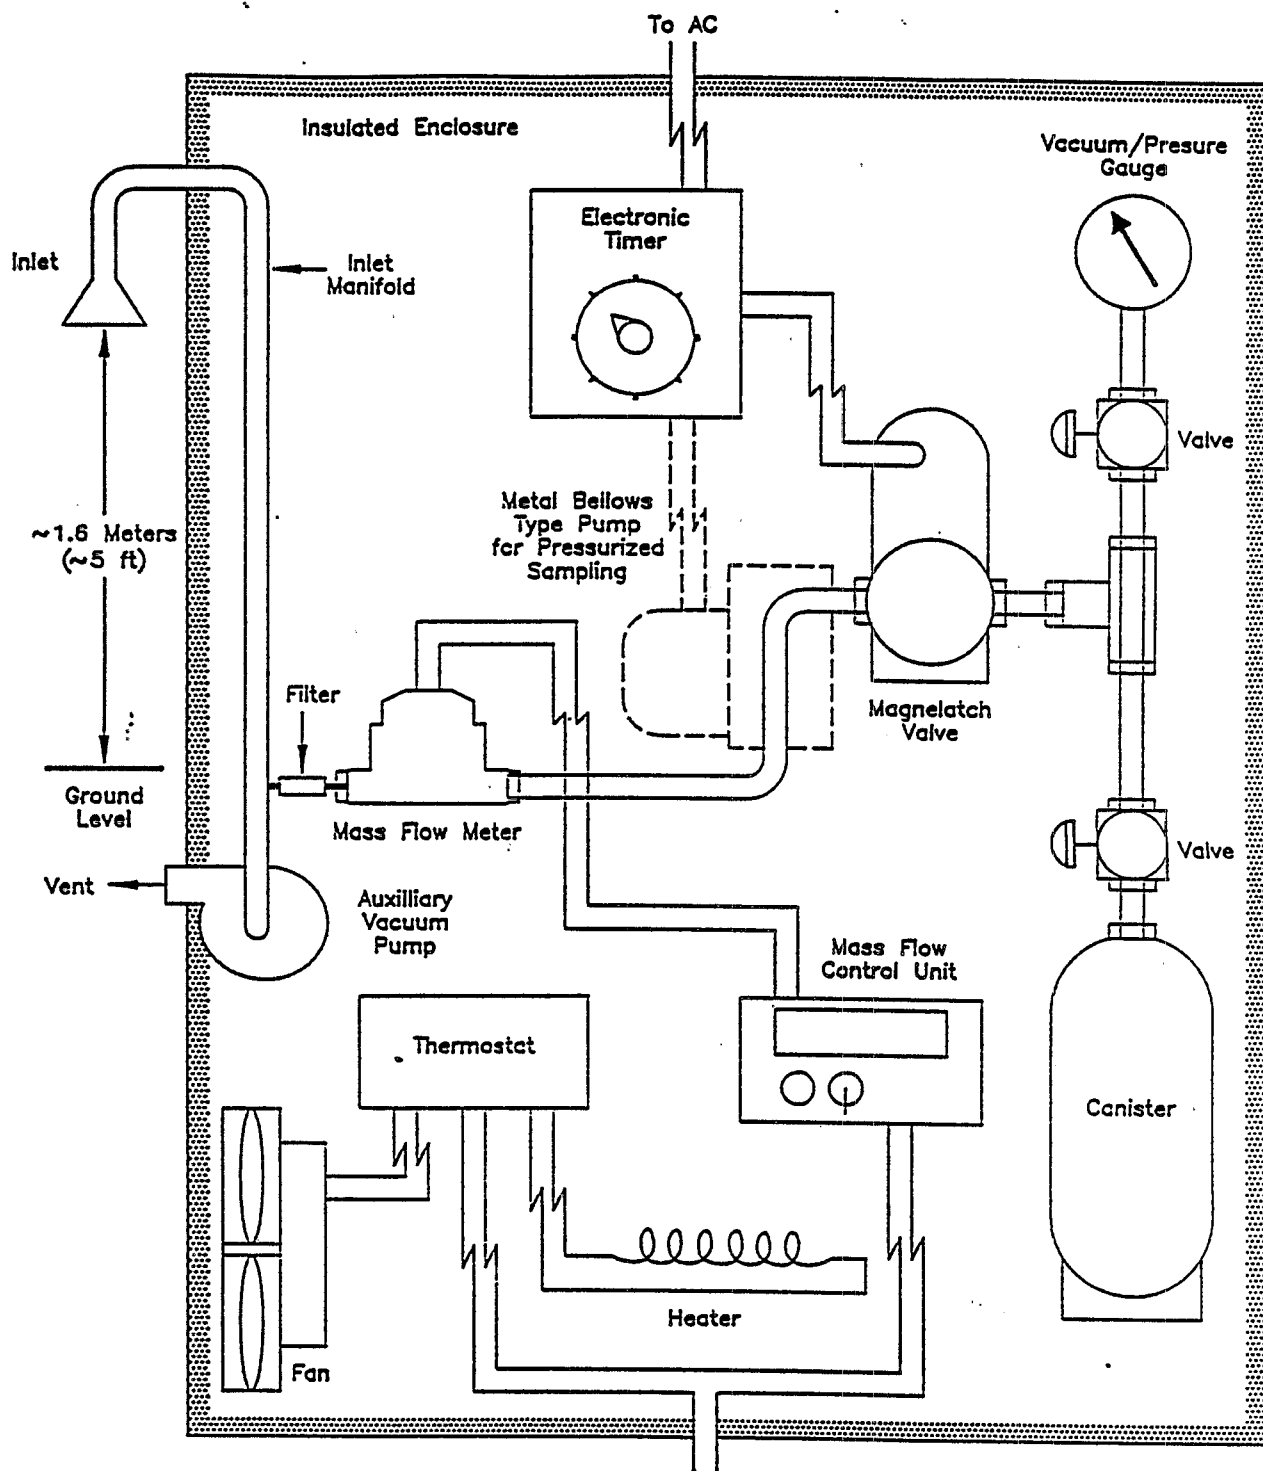 To AC
Insulated Enclosure
Vacuum/Presure
Gauge
Electronic
Timer
Inlet
Inlet
Manifold
Valve
Metal Bellows
Type Pump
for Pressurized
Sampling
~1.6 Meters
(~5 ft)
Filter
Magnelatch
Valve
Ground
Level
Mass Flow Meter
Valve
Vent
Auxilliary
Vacuum
Pump
Mass Flow
Control Unit
Thermostat
Canister
Heater
Fan